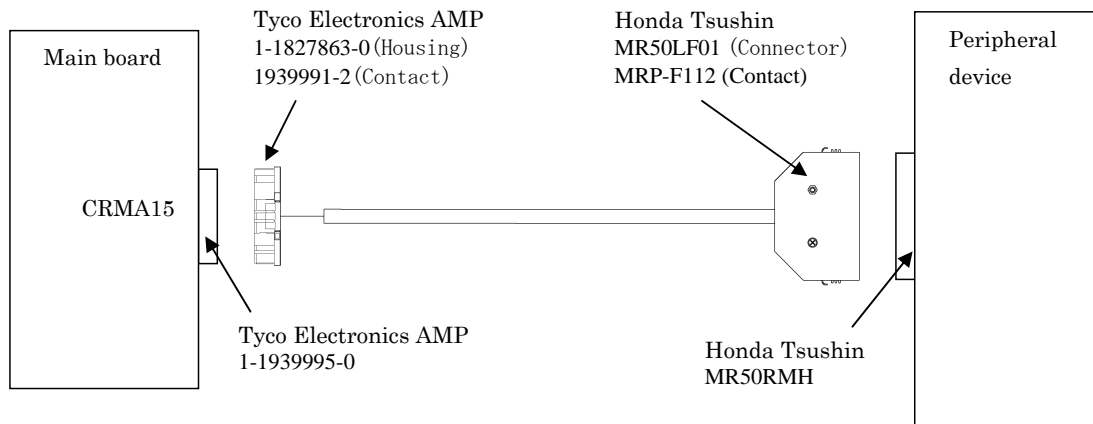 Tyco Electronics AMP
1-1827863-0(Housing)
1939991-2(Contact)
Honda Tsushin
MR50LF01 (Connector)
MRP-F112 (Contact)
Main board
Peripheral
device
CRMA15
Tyco Electronics AMP
1-1939995-0
Honda Tsushin
MR50RMH